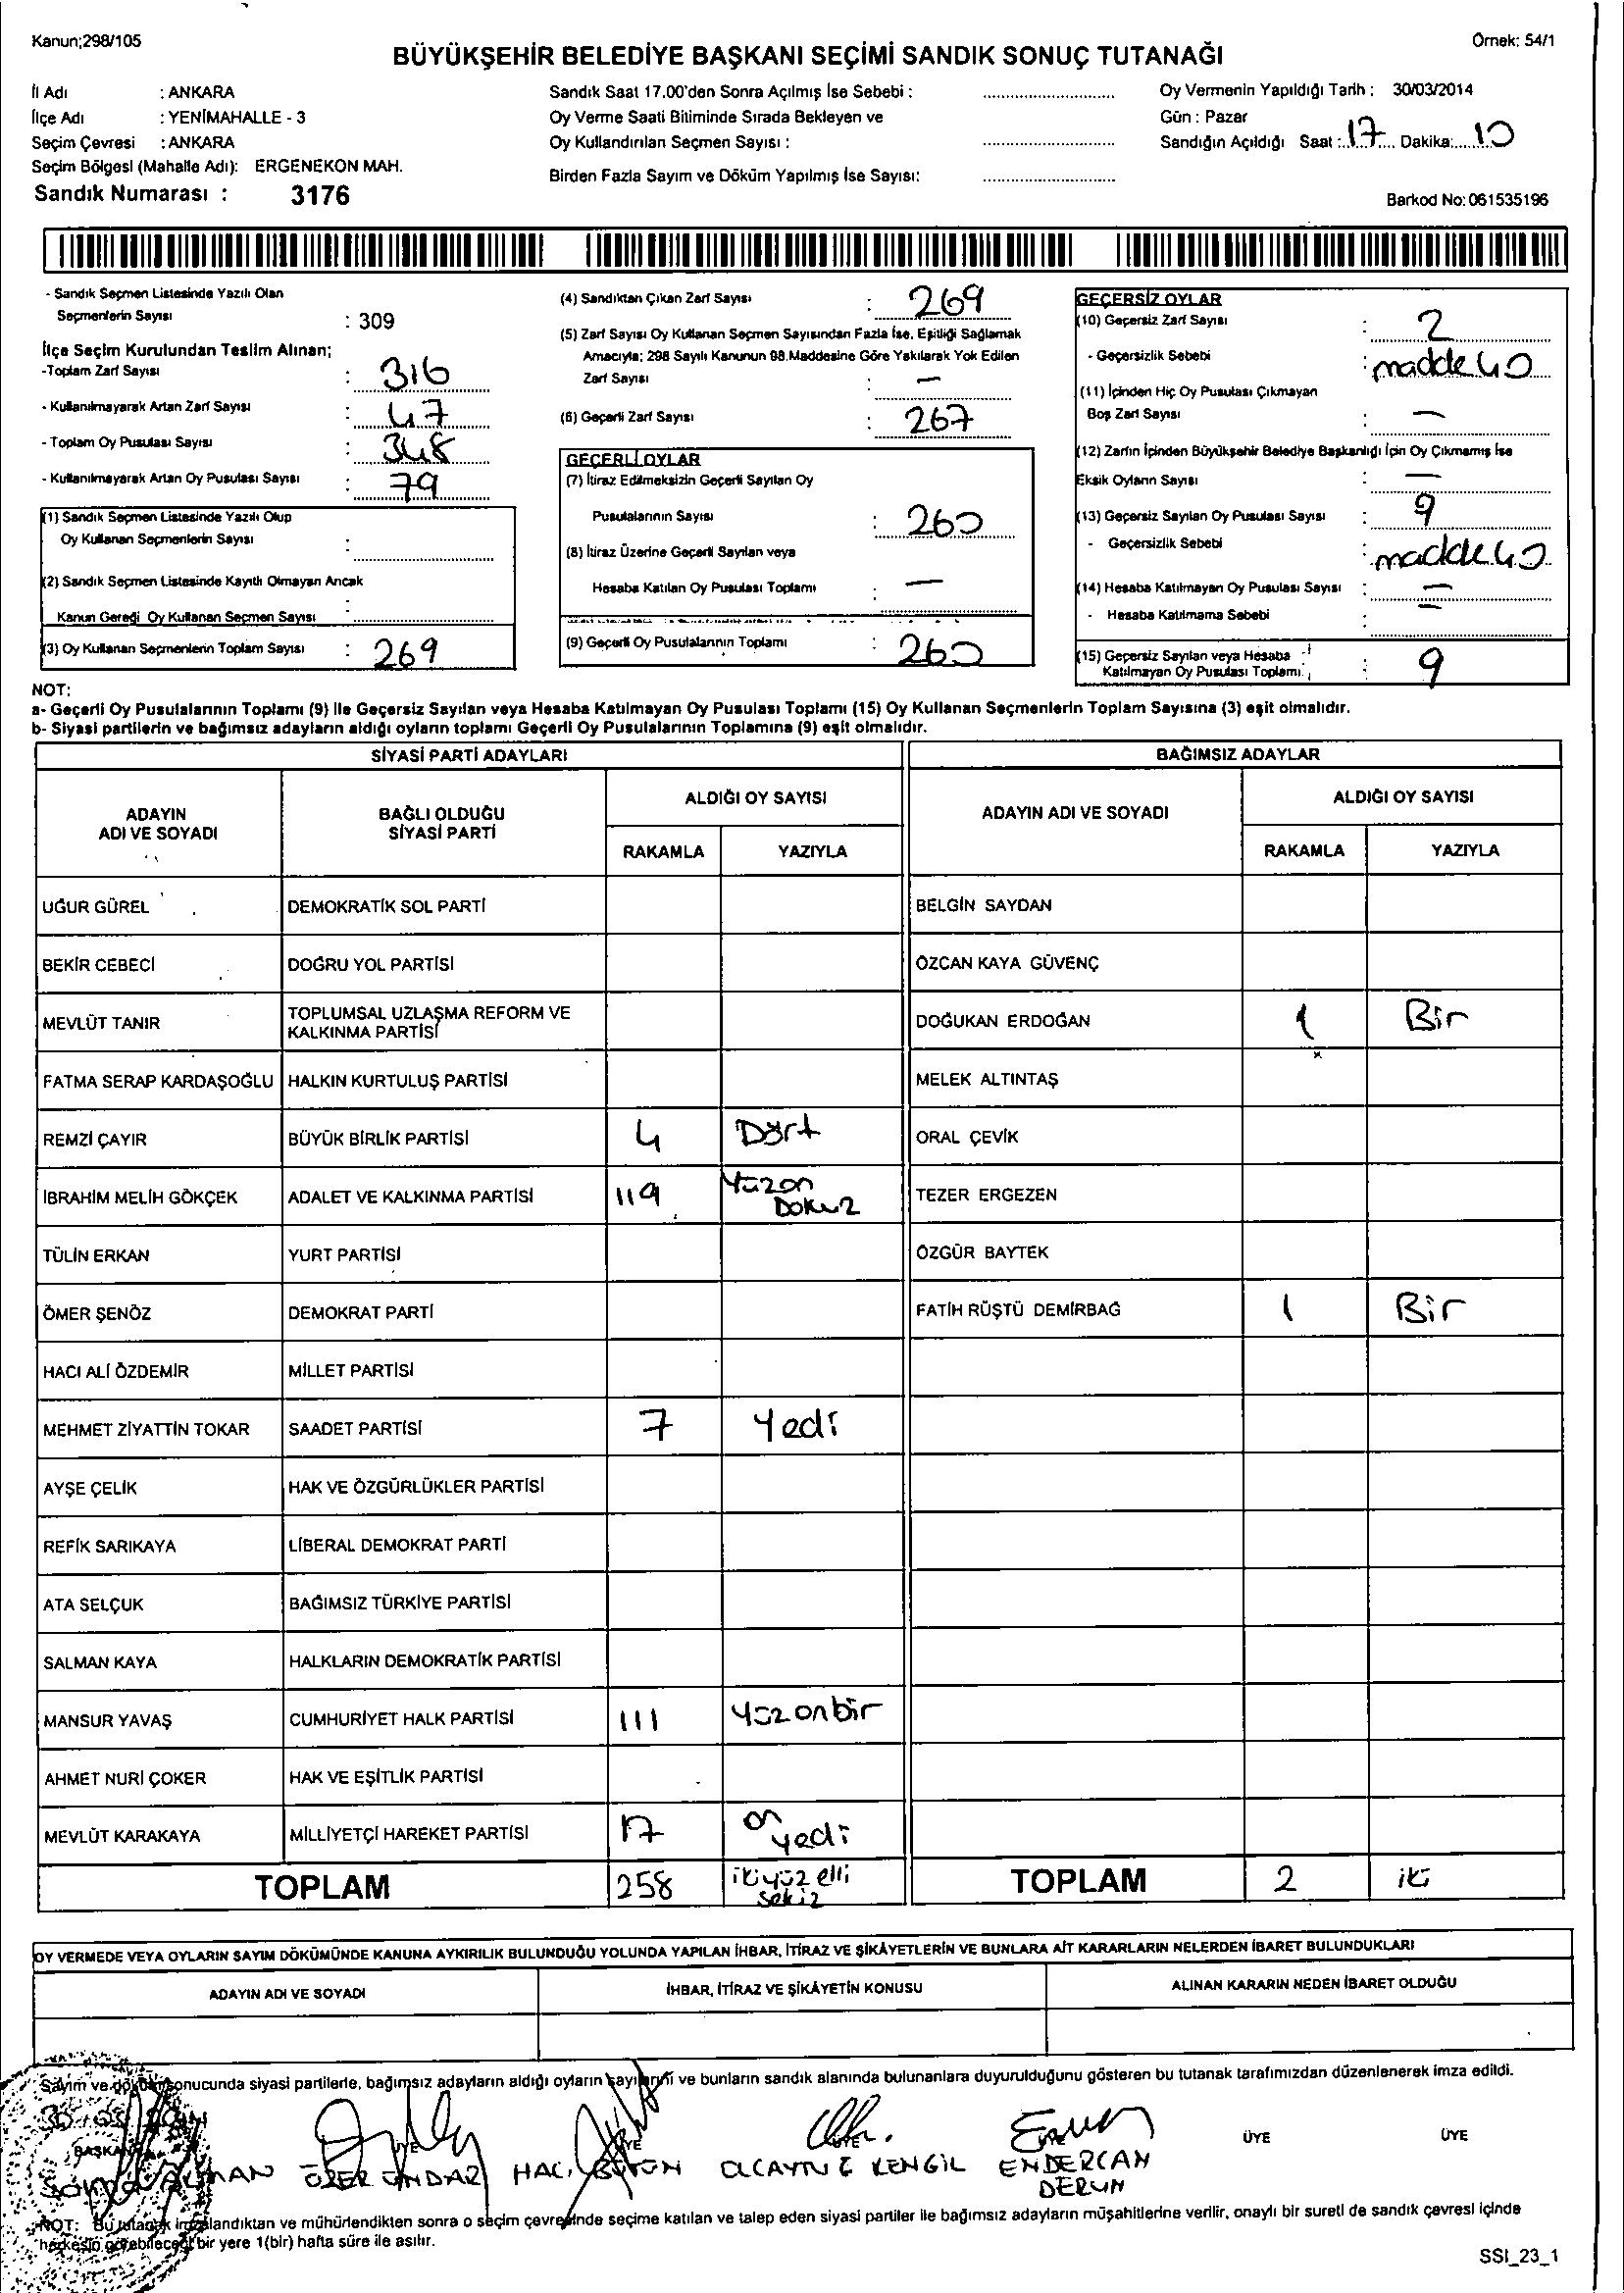 Kanun;298/105
Örnek: 54/1
BÜYÜKŞEHİR BELEDİYE BAŞKANI SEÇİMİ SANDIK SONUÇ TUTANAĞI
İl Adı : ANKARA
İlçe Adı : YENİMAHALLE - 3
Seçim Çevresi : ANKARA
Seçim Bölgesi (Mahalle Adı): ERGENEKON MAH.
Sandık Numarası : 3176
Sandık Saat 17.00'den Sonra Açılmış İse Sebebi :
Oy Verme Saati Bitiminde Sırada Bekleyen ve
Oy Kullandırılan Seçmen Sayısı :
Birden Fazla Sayım ve Döküm Yapılmış İse Sayısı:
Oy Vermenin Yapıldığı Tarih : 30/03/2014
Gün : Pazar
Sandığın Açıldığı Saat : 17 Dakika: 10
Barkod No: 061535196
- Sandık Seçmen Listesinde Yazılı Olan
Seçmenlerin Sayısı : 309
İlçe Seçim Kurulundan Teslim Alınan;
-Toplam Zarf Sayısı : 316
- Kullanılmayarak Artan Zarf Sayısı : 47
- Toplam Oy Pusulası Sayısı : 348
- Kullanılmayarak Artan Oy Pusulası Sayısı : 79
(1) Sandık Seçmen Listesinde Yazılı Olup
Oy Kullanan Seçmenlerin Sayısı :
(2) Sandık Seçmen Listesinde Kayıtlı Olmayan Ancak
Kanun Gereği Oy Kullanan Seçmen Sayısı :
(3) Oy Kullanan Seçmenlerin Toplam Sayısı : 269
(4) Sandıktan Çıkan Zarf Sayısı : 269
(5) Zarf Sayısı Oy Kullanan Seçmen Sayısından Fazla İse, Eşitliği Sağlamak
Amacıyla; 298 Sayılı Kanunun 98.Maddesine Göre Yakılarak Yok Edilen
Zarf Sayısı : —
(6) Geçerli Zarf Sayısı : 267
GEÇERLİ OYLAR
(7) İtiraz Edilmeksizin Geçerli Sayılan Oy
Pusulalarının Sayısı : 260
(8) İtiraz Üzerine Geçerli Sayılan veya
Hesaba Katılan Oy Pusulası Toplamı : —
(9) Geçerli Oy Pusulalarının Toplamı : 260
GEÇERSİZ OYLAR
(10) Geçersiz Zarf Sayısı : 2
- Geçersizlik Sebebi : madde 40
(11) İçinden Hiç Oy Pusulası Çıkmayan
Boş Zarf Sayısı : —
(12) Zarfın İçinden Büyükşehir Belediye Başkanlığı İçin Oy Çıkmamış İse
Eksik Oyların Sayısı : —
(13) Geçersiz Sayılan Oy Pusulası Sayısı : 9
- Geçersizlik Sebebi : madde 40
(14) Hesaba Katılmayan Oy Pusulası Sayısı : —
- Hesaba Katılmama Sebebi : —
(15) Geçersiz Sayılan veya Hesaba
Katılmayan Oy Pusulası Toplamı : 9
NOT:
a- Geçerli Oy Pusulalarının Toplamı (9) ile Geçersiz Sayılan veya Hesaba Katılmayan Oy Pusulası Toplamı (15) Oy Kullanan Seçmenlerin Toplam Sayısına (3) eşit olmalıdır.
b- Siyasi partilerin ve bağımsız adayların aldığı oyların toplamı Geçerli Oy Pusulalarının Toplamına (9) eşit olmalıdır.
SİYASİ PARTİ ADAYLARI
BAĞIMSIZ ADAYLAR
ADAYIN
ADI VE SOYADI
BAĞLI OLDUĞU
SİYASİ PARTİ
ALDIĞI OY SAYISI
RAKAMLA YAZIYLA
ADAYIN ADI VE SOYADI
ALDIĞI OY SAYISI
RAKAMLA YAZIYLA
UĞUR GÜREL DEMOKRATİK SOL PARTİ BELGİN SAYDAN
BEKİR CEBECİ DOĞRU YOL PARTİSİ ÖZCAN KAYA GÜVENÇ
MEVLÜT TANIR TOPLUMSAL UZLAŞMA REFORM VE
KALKINMA PARTİSİ DOĞUKAN ERDOĞAN 1 Bir
FATMA SERAP KARDAŞOĞLU HALKIN KURTULUŞ PARTİSİ MELEK ALTINTAŞ
REMZİ ÇAYIR BÜYÜK BİRLİK PARTİSİ 4 Dört ORAL ÇEVİK
İBRAHİM MELİH GÖKÇEK ADALET VE KALKINMA PARTİSİ 119 Yüzon
Dokuz TEZER ERGEZEN
TÜLİN ERKAN YURT PARTİSİ ÖZGÜR BAYTEK
ÖMER ŞENÖZ DEMOKRAT PARTİ FATİH RÜŞTÜ DEMİRBAĞ 1 Bir
HACI ALİ ÖZDEMİR MİLLET PARTİSİ
MEHMET ZİYATTİN TOKAR SAADET PARTİSİ 7 Yedi
AYŞE ÇELİK HAK VE ÖZGÜRLÜKLER PARTİSİ
REFİK SARIKAYA LİBERAL DEMOKRAT PARTİ
ATA SELÇUK BAĞIMSIZ TÜRKİYE PARTİSİ
SALMAN KAYA HALKLARIN DEMOKRATİK PARTİSİ
MANSUR YAVAŞ CUMHURİYET HALK PARTİSİ 111 Yüzonbir
AHMET NURİ ÇOKER HAK VE EŞİTLİK PARTİSİ
MEVLÜT KARAKAYA MİLLİYETÇİ HAREKET PARTİSİ 17 on
yedi
TOPLAM 258 ikiyüz elli
sekiz TOPLAM 2 iki
OY VERMEDE VEYA OYLARIN SAYIM DÖKÜMÜNDE KANUNA AYKIRILIK BULUNDUĞU YOLUNDA YAPILAN İHBAR, İTİRAZ VE ŞİKÂYETLERİN VE BUNLARA AİT KARARLARIN NELERDEN İBARET BULUNDUKLARI
ADAYIN ADI VE SOYADI İHBAR, İTİRAZ VE ŞİKÂYETİN KONUSU ALINAN KARARIN NEDEN İBARET OLDUĞU
Sayım ve döküm sonucunda siyasi partilerle, bağımsız adayların aldığı oyların sayılarını ve bunların sandık alanında bulunanlara duyurulduğunu gösteren bu tutanak tarafımızdan düzenlenerek imza edildi.
BAŞKAN ÜYE ÜYE ÜYE ÜYE ÜYE ÜYE
ÖZER HACI KENGİL ENDERCAN
DERUN
NOT: Bu tutanak imzalandıktan ve mühürlendikten sonra o seçim çevresinde seçime katılan ve talep eden siyasi partiler ile bağımsız adayların müşahitlerine verilir, onaylı bir sureti de sandık çevresi içinde
herkesin görebileceği bir yere 1(bir) hafta süre ile asılır.
SSI_23_1